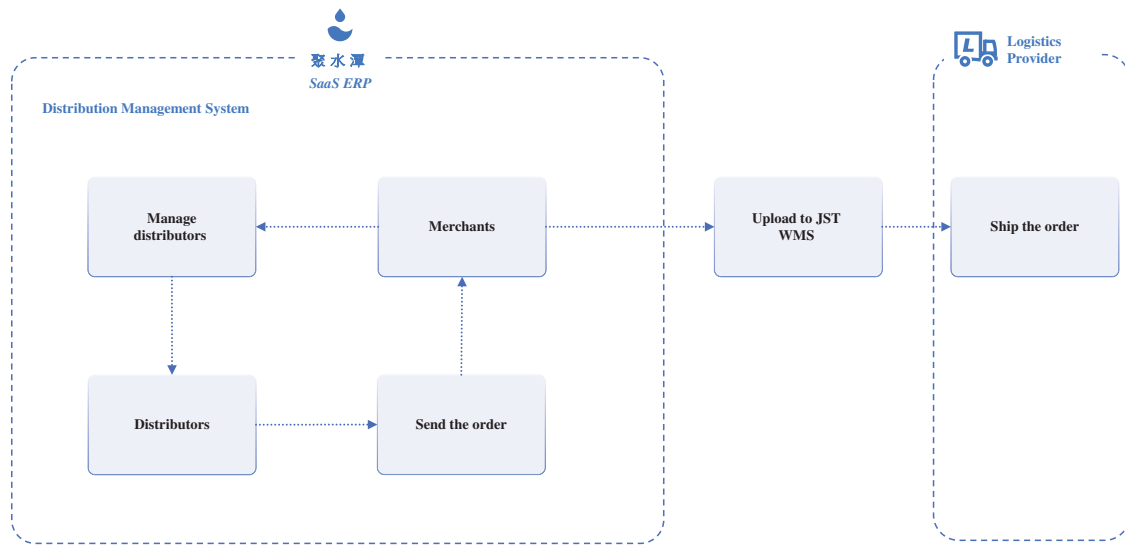 聚水潭
SaaS ERP
Logistics
Provider
Distribution Management System
Manage
distributors
Merchants
Upload to JST
WMS
Ship the order
Distributors
Send the order